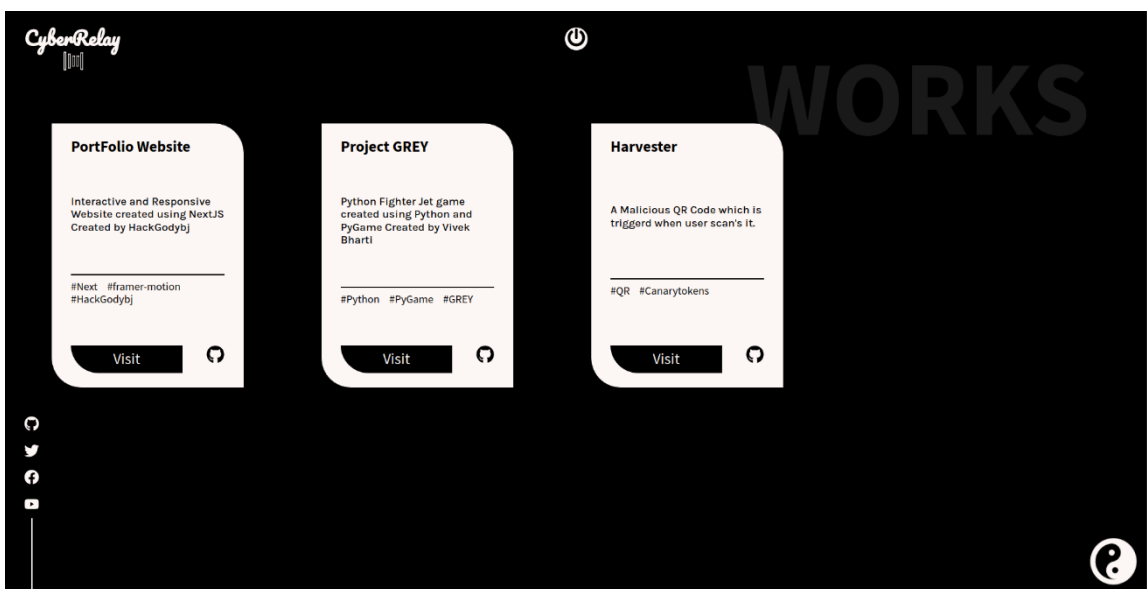 CyberRelay
WORKS
PortFolio Website
Interactive and Responsive
Website created using NextJS
Created by HackGodybj
#Next #framer-motion
#HackGodybj
Visit
Project GREY
Python Fighter Jet game
created using Python and
PyGame Created by Vivek
Bharti
#Python #PyGame #GREY
Visit
Harvester
A Malicious QR Code which is
triggerd when user scan's it.
#QR #Canarytokens
Visit